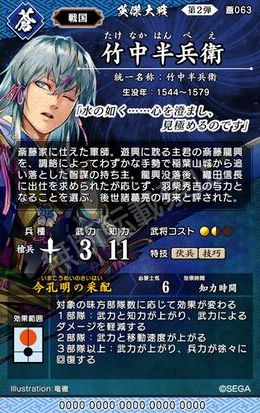 蒼
戦国
英傑大戦
第2弾
蒼063
たけなか はん べ え
竹中半兵衛
統一名称:竹中半兵衛
生没年:1544~1579
「水の如く……心を澄まし、
見極めるのです」
斎藤家に仕えた軍師。遊興に耽る主君の斎藤龍興
を、調略によってわずかな手勢で稲葉山城から追
い落とした智謀の持ち主。龍興没落後、織田信長
に出仕を求められたが応じず、羽柴秀吉の与力と
なることを選ぶ、後世諸葛亮の再来と評された。
兵種 武力 知力 武将コスト
槍兵 3 11
特技 伏兵 技巧
いまこうめいのさいはい
今孔明の采配
必要士気
6
効果時間
知力時間
効果範囲
対象の味方部隊数に応じて効果が変わる
1部隊:武力と知力が上がり、武力による
ダメージを軽減する
2部隊:武力と移動速度が上がる
3部隊以上:武力が上がり、兵力が徐々に
回復する
Illustration:竜徹
©SEGA
0000-0000-0000-0000-0000